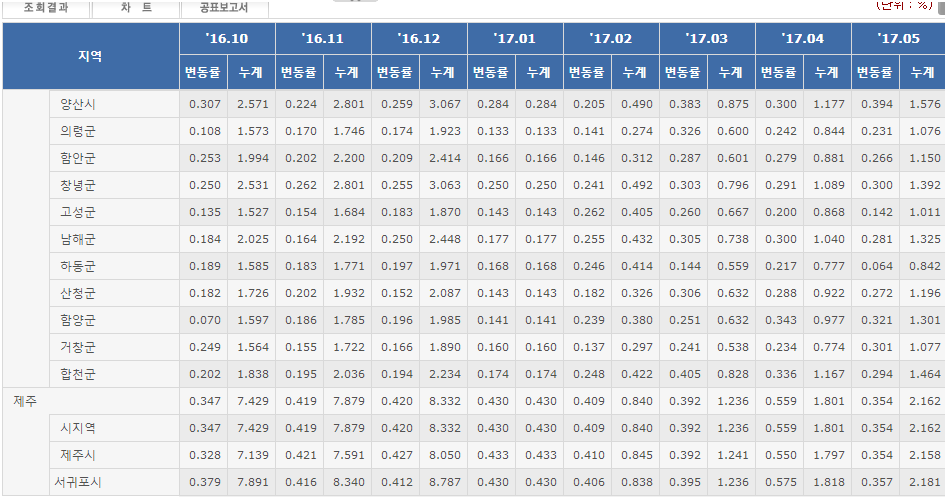 조회결과 차 트 공표보고서
(단위 : %)
지역 '16.10 '16.11 '16.12 '17.01 '17.02 '17.03 '17.04 '17.05
변동률 누계 변동률 누계 변동률 누계 변동률 누계 변동률 누계 변동률 누계 변동률 누계 변동률 누계
양산시 0.307 2.571 0.224 2.801 0.259 3.067 0.284 0.284 0.205 0.490 0.383 0.875 0.300 1.177 0.394 1.576
의령군 0.108 1.573 0.170 1.746 0.174 1.923 0.133 0.133 0.141 0.274 0.326 0.600 0.242 0.844 0.231 1.076
함안군 0.253 1.994 0.202 2.200 0.209 2.414 0.166 0.166 0.146 0.312 0.287 0.601 0.279 0.881 0.266 1.150
창녕군 0.250 2.531 0.262 2.801 0.255 3.063 0.250 0.250 0.241 0.492 0.303 0.796 0.291 1.089 0.300 1.392
고성군 0.135 1.527 0.154 1.684 0.183 1.870 0.143 0.143 0.262 0.405 0.260 0.667 0.200 0.868 0.142 1.011
남해군 0.184 2.025 0.164 2.192 0.250 2.448 0.177 0.177 0.255 0.432 0.305 0.738 0.300 1.040 0.281 1.325
하동군 0.189 1.585 0.183 1.771 0.197 1.971 0.168 0.168 0.246 0.414 0.144 0.559 0.217 0.777 0.064 0.842
산청군 0.182 1.726 0.202 1.932 0.152 2.087 0.143 0.143 0.182 0.326 0.306 0.632 0.288 0.922 0.272 1.196
함양군 0.070 1.597 0.186 1.785 0.196 1.985 0.141 0.141 0.239 0.380 0.251 0.632 0.343 0.977 0.321 1.301
거창군 0.249 1.564 0.155 1.722 0.166 1.890 0.160 0.160 0.137 0.297 0.241 0.538 0.234 0.774 0.301 1.077
합천군 0.202 1.838 0.195 2.036 0.194 2.234 0.174 0.174 0.248 0.422 0.405 0.828 0.336 1.167 0.294 1.464
제주 0.347 7.429 0.419 7.879 0.420 8.332 0.430 0.430 0.409 0.840 0.392 1.236 0.559 1.801 0.354 2.162
시지역 0.347 7.429 0.419 7.879 0.420 8.332 0.430 0.430 0.409 0.840 0.392 1.236 0.559 1.801 0.354 2.162
제주시 0.328 7.139 0.421 7.591 0.427 8.050 0.433 0.433 0.410 0.845 0.392 1.241 0.550 1.797 0.354 2.158
서귀포시 0.379 7.891 0.416 8.340 0.412 8.787 0.430 0.430 0.406 0.838 0.395 1.236 0.575 1.818 0.357 2.181